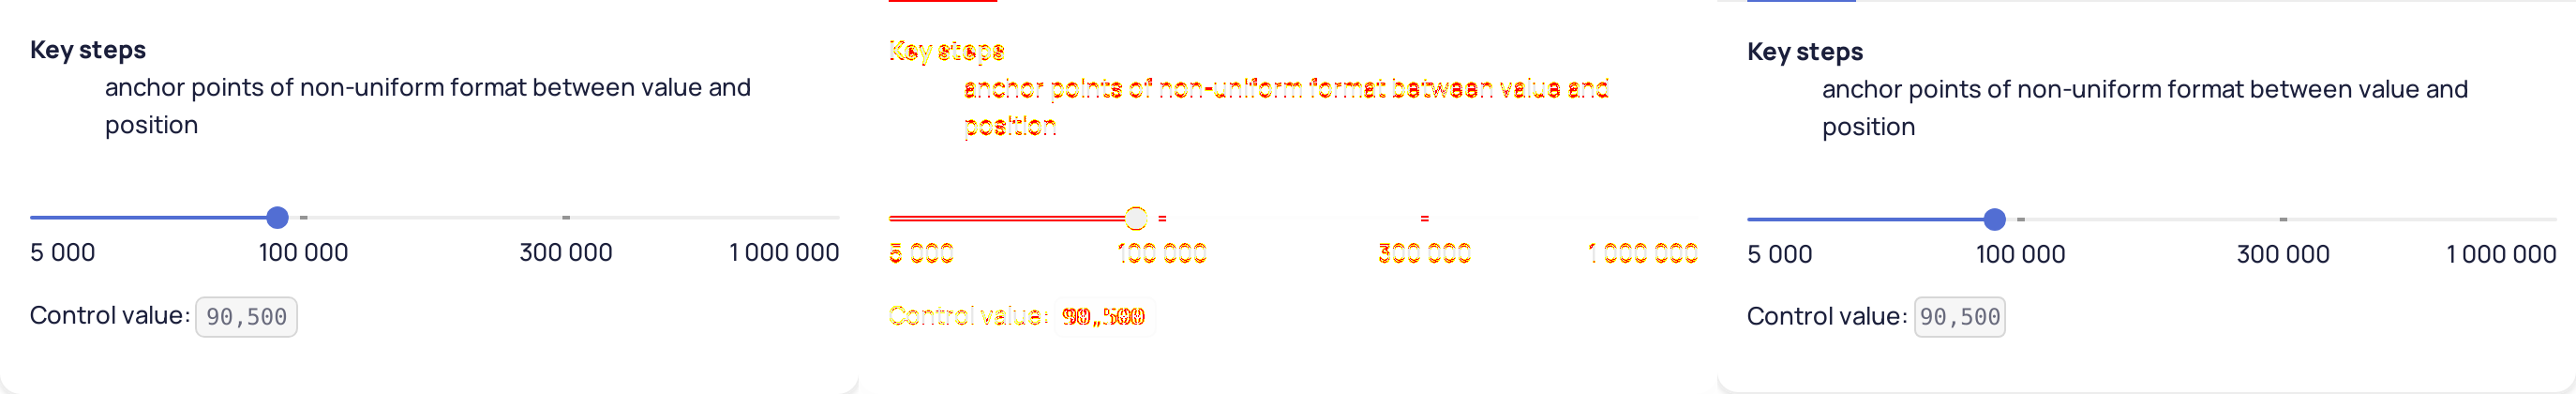 Key steps
anchor points of non-uniform format between value and
position
5 000 100 000 300 000 1 000 000
Control value: 90,500
Key steps
anchor points of non-uniform format between value and
position
5 000 100 000 300 000 1 000 000
Control value: 90,500
Key steps
anchor points of non-uniform format between value and
position
5 000 100 000 300 000 1 000 000
Control value: 90,500